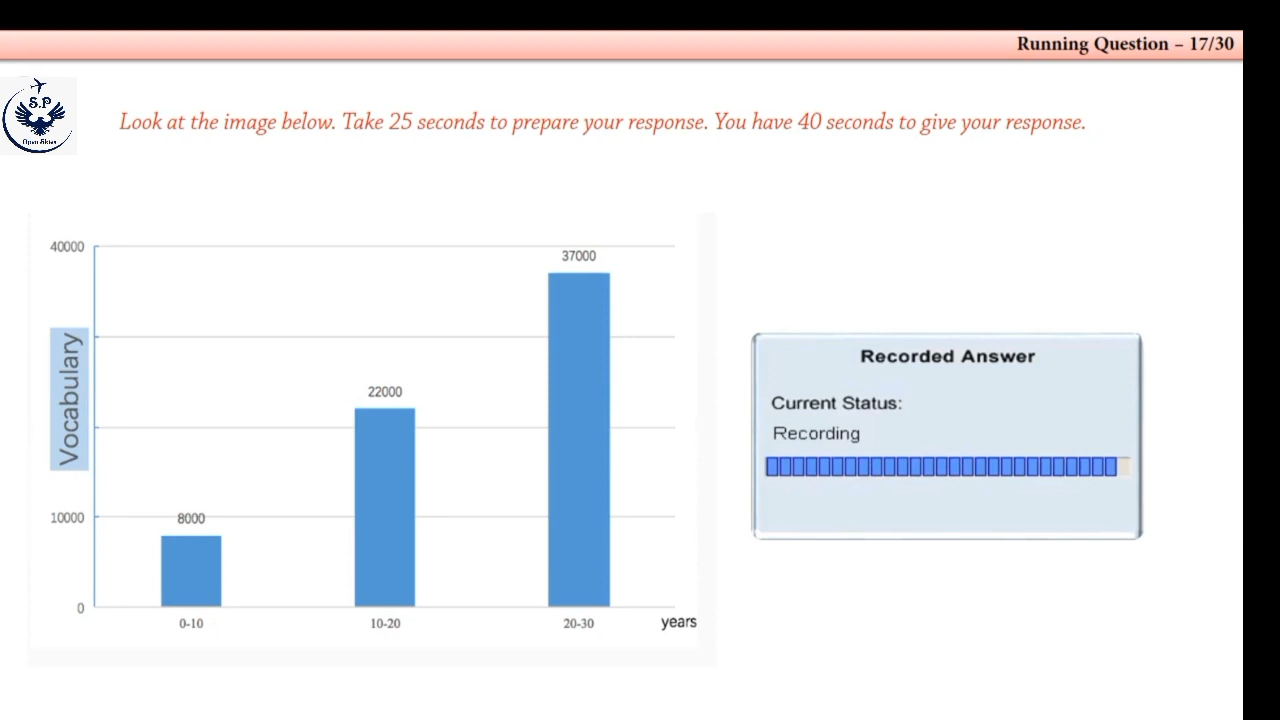 Running Question – 17/30
S.P
Open Skies
Look at the image below. Take 25 seconds to prepare your response. You have 40 seconds to give your response.
40000
37000
Vocabulary
22000
10000
8000
0
0-10
10-20
20-30
years
Recorded Answer
Current Status:
Recording